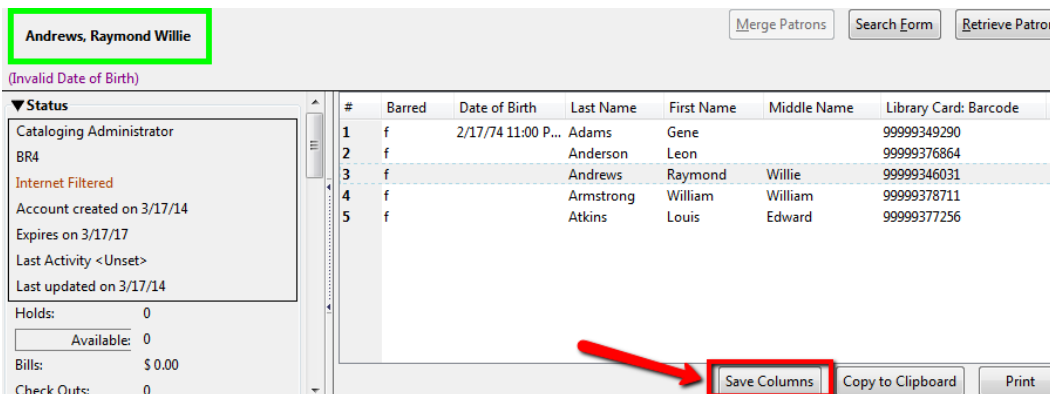 Andrews, Raymond Willie
Merge Patrons Search Form Retrieve Patron
(Invalid Date of Birth)
▼Status
Cataloging Administrator
BR4
Internet Filtered
Account created on 3/17/14
Expires on 3/17/17
Last Activity <Unset>
Last updated on 3/17/14
Holds: 0
Available: 0
Bills: $ 0.00
Check Outs: 0
# Barred Date of Birth Last Name First Name Middle Name Library Card: Barcode
1 f 2/17/74 11:00 P... Adams Gene 99999349290
2 f Anderson Leon 99999376864
3 f Andrews Raymond Willie 99999346031
4 f Armstrong William William 99999378711
5 f Atkins Louis Edward 99999377256
Save Columns Copy to Clipboard Print